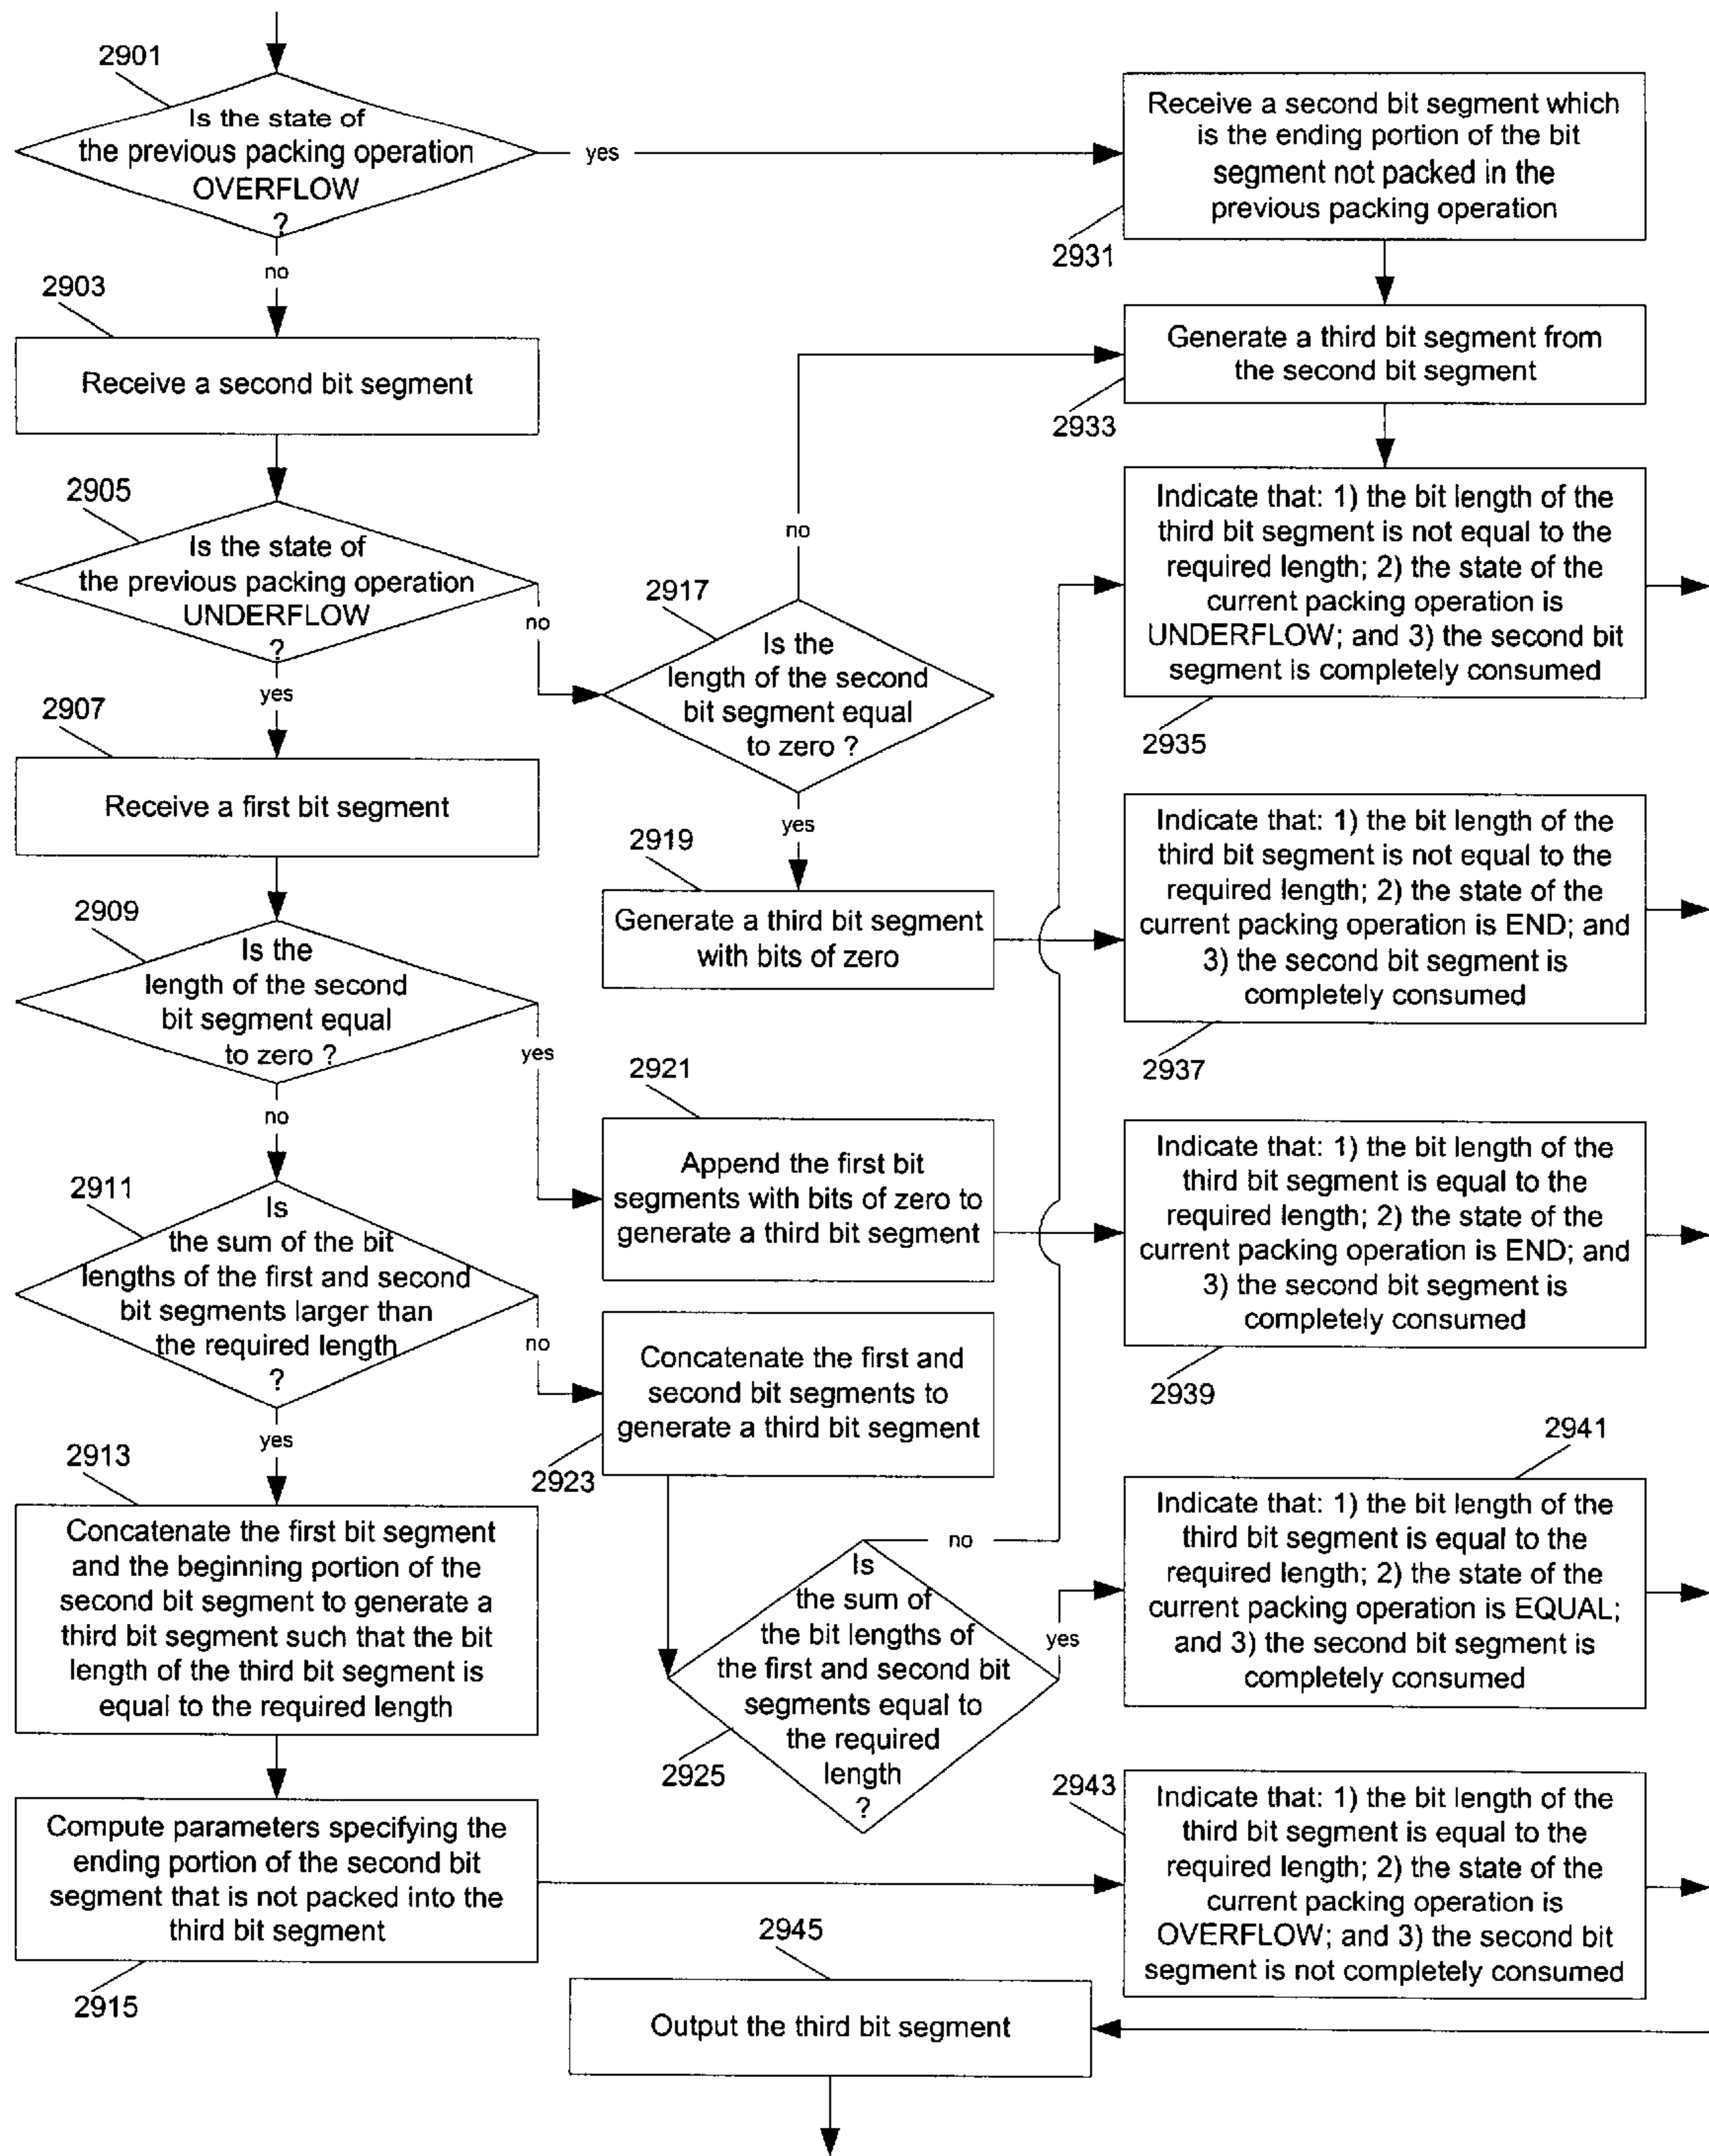 2901
Is the state of
the previous packing operation
OVERFLOW
?
yes
no
Receive a second bit segment which
is the ending portion of the bit
segment not packed in the
previous packing operation
2931
2903
Receive a second bit segment
Generate a third bit segment from
the second bit segment
2933
2905
Is the state of
the previous packing operation
UNDERFLOW
?
no
yes
2917
Is the
length of the second
bit segment equal
to zero ?
no
yes
Indicate that: 1) the bit length of the
third bit segment is not equal to the
required length; 2) the state of the
current packing operation is
UNDERFLOW; and 3) the second bit
segment is completely consumed
2935
2907
Receive a first bit segment
2919
Generate a third bit segment
with bits of zero
Indicate that: 1) the bit length of the
third bit segment is not equal to the
required length; 2) the state of the
current packing operation is END; and
3) the second bit segment is
completely consumed
2937
2909
Is the
length of the second
bit segment equal
to zero ?
yes
no
2921
Append the first bit
segments with bits of zero to
generate a third bit segment
Indicate that: 1) the bit length of the
third bit segment is equal to the
required length; 2) the state of the
current packing operation is END; and
3) the second bit segment is
completely consumed
2939
2911
Is
the sum of the bit
lengths of the first and second
bit segments larger than
the required length
?
no
yes
Concatenate the first and
second bit segments to
generate a third bit segment
2923
2913
Concatenate the first bit segment
and the beginning portion of the
second bit segment to generate a
third bit segment such that the bit
length of the third bit segment is
equal to the required length
no
Is
the sum of
the bit lengths of
the first and second bit
segments equal to
the required
length
?
yes
2925
2941
Indicate that: 1) the bit length of the
third bit segment is equal to the
required length; 2) the state of the
current packing operation is EQUAL;
and 3) the second bit segment is
completely consumed
Compute parameters specifying the
ending portion of the second bit
segment that is not packed into the
third bit segment
2915
2943
Indicate that: 1) the bit length of the
third bit segment is equal to the
required length; 2) the state of the
current packing operation is
OVERFLOW; and 3) the second bit
segment is not completely consumed
2945
Output the third bit segment